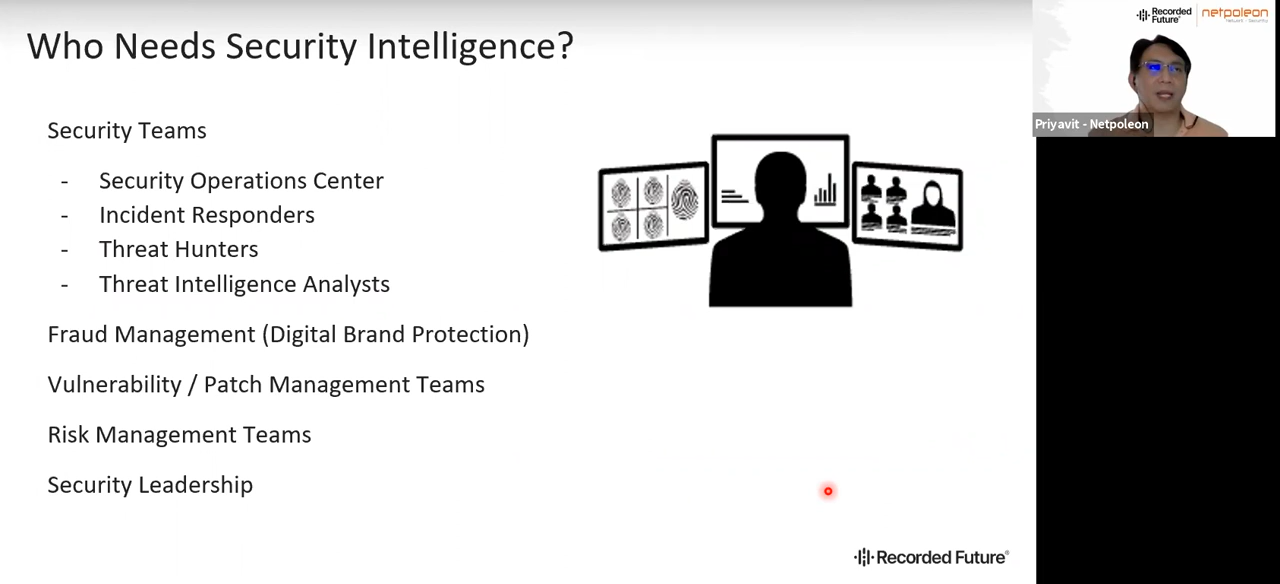 Who Needs Security Intelligence?
Security Teams
- Security Operations Center
- Incident Responders
- Threat Hunters
- Threat Intelligence Analysts
Fraud Management (Digital Brand Protection)
Vulnerability / Patch Management Teams
Risk Management Teams
Security Leadership
Recorded Future®
Recorded
Future®
netpoleon
Priyavit - Netpoleon